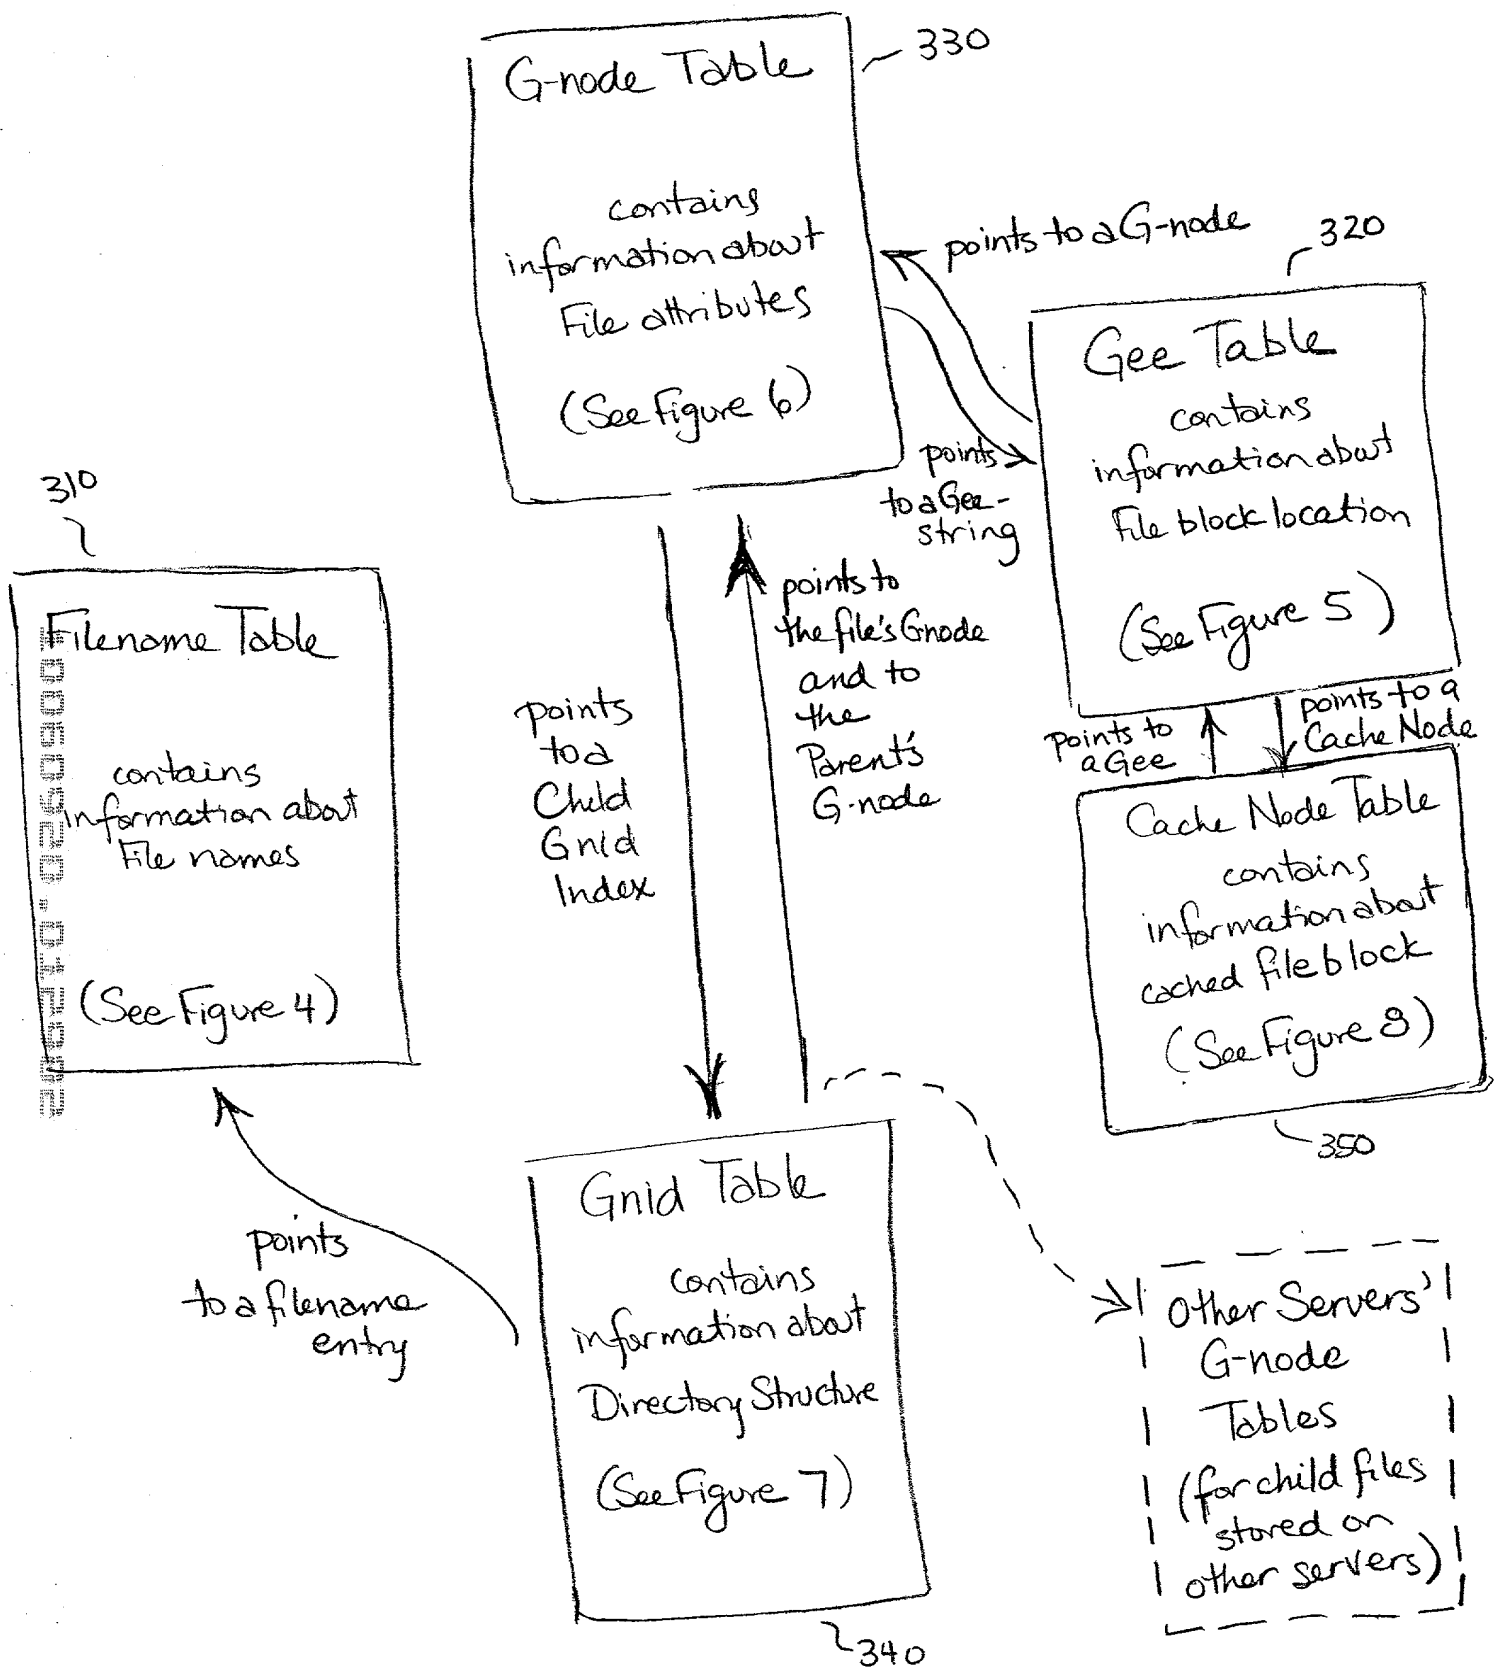 G-node Table
330
contains
information about
File attributes
(See Figure 6)
points to a G-node
320
Gee Table
contains
information about
File block location
(See Figure 5)
points
to a Gee-
string
310
Filename Table
contains
information about
File names
(See Figure 4)
points
to a
Child
Gnid
Index
points to
the file's Gnode
and to
the
Parent's
G-node
points to
a Gee
points to a
Cache Node
Cache Node Table
contains
information about
cached file block
(See Figure 8)
350
points
to a filename
entry
Gnid Table
contains
information about
Directory Structure
(See Figure 7)
340
Other Servers'
G-node
Tables
(for child files
stored on
other servers)